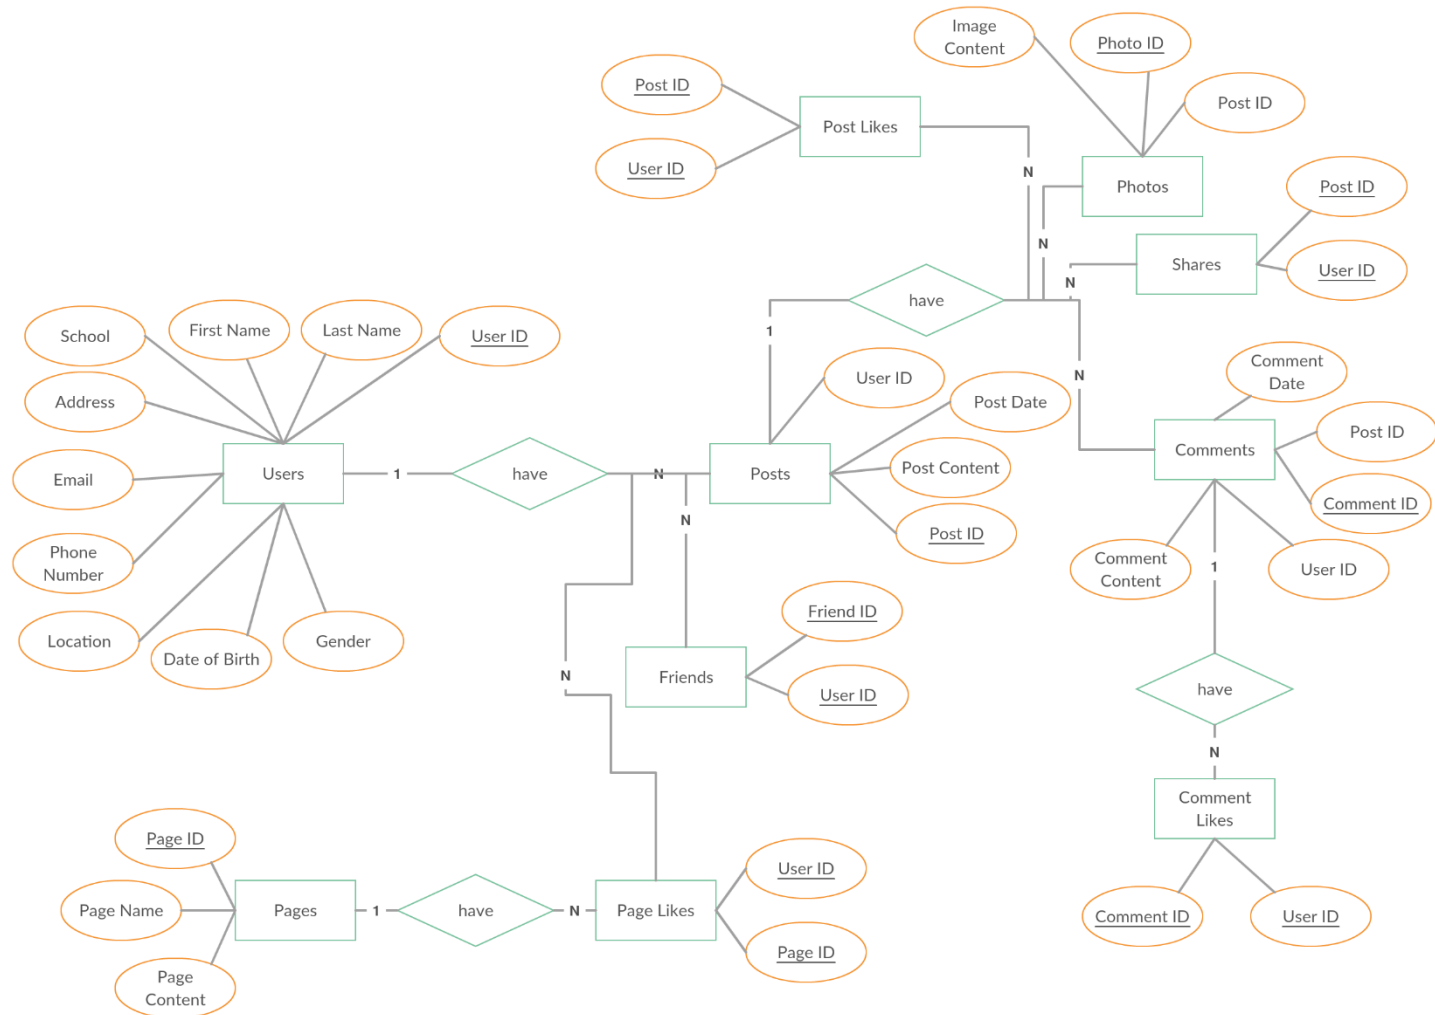 Image
Content
Photo ID
Post ID
Post ID
Post Likes
User ID
N
Photos
Post ID
N
Shares
User ID
N
have
1
School
First Name
Last Name
User ID
User ID
N
Comment
Date
Address
Post Date
Post ID
Users
1
have
N
Posts
Post Content
Comments
Email
Comment ID
N
Post ID
Phone
Number
Comment
Content
1
User ID
Location
Date of Birth
Gender
Friend ID
N
Friends
User ID
have
N
Comment
Likes
Page ID
User ID
Page Name
Pages
1
have
N
Page Likes
Comment ID
User ID
Page ID
Page
Content